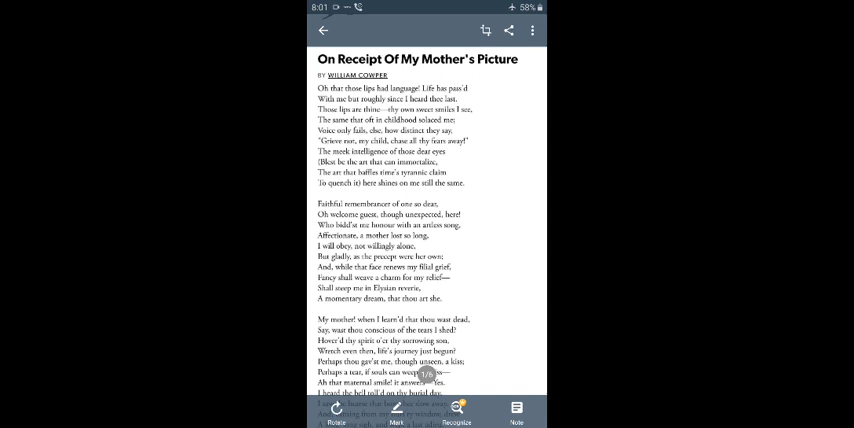 8:01
58%
On Receipt Of My Mother's Picture
BY WILLIAM COWPER
Oh that those lips had language! Life has pass'd
With me but roughly since I heard thee last.
Those lips are thine—thy own sweet smiles I see,
The same that oft in childhood solaced me;
Voice only fails, else, how distinct they say,
"Grieve not, my child, chase all thy fears away!"
The meek intelligence of those dear eyes
(Blest be the art that can immortalize,
The art that baffles time's tyrannic claim
To quench it) here shines on me still the same.
Faithful remembrancer of one so dear,
Oh welcome guest, though unexpected, here!
Who bidd'st me honour with an artless song,
Affectionate, a mother lost so long,
I will obey, not willingly alone,
But gladly, as the precept were her own;
And, while that face renews my filial grief,
Fancy shall weave a charm for my relief—
Shall steep me in Elysian reverie,
A momentary dream, that thou art she.
My mother! when I learn'd that thou wast dead,
Say, wast thou conscious of the tears I shed?
Hover'd thy spirit o'er thy sorrowing son,
Wretch even then, life's journey just begun?
Perhaps thou gav'st me, though unseen, a kiss;
Perhaps a tear, if souls can weep
1/6
Ah that maternal smile! it answers—Yes.
I heard the bell toll'd on thy burial day,
Rotate
Mark
Recognize
Note